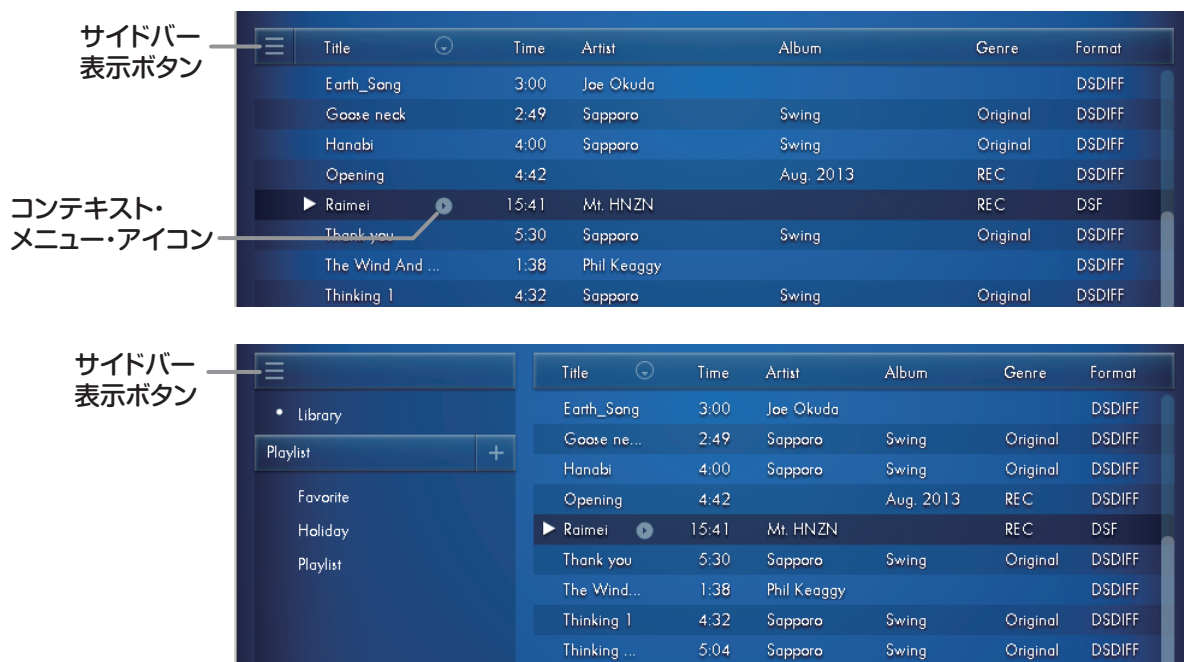 サイドバー
表示ボタン
Title Time Artist Album Genre Format
Earth_Song 3:00 Joe Okuda DSDIFF
Goose neck 2:49 Sapporo Swing Original DSDIFF
Hanabi 4:00 Sapporo Swing Original DSDIFF
Opening 4:42 Aug. 2013 REC DSDIFF
コンテキスト・
メニュー・アイコン
Raimei 15:41 Mt. HNZN REC DSF
Thank you 5:30 Sapporo Swing Original DSDIFF
The Wind And ... 1:38 Phil Keaggy DSDIFF
Thinking 1 4:32 Sapporo Swing Original DSDIFF
サイドバー
表示ボタン
Library
Playlist +
Favorite
Holiday
Playlist
Title Time Artist Album Genre Format
Earth_Song 3:00 Joe Okuda DSDIFF
Goose ne... 2:49 Sapporo Swing Original DSDIFF
Hanabi 4:00 Sapporo Swing Original DSDIFF
Opening 4:42 Aug. 2013 REC DSDIFF
Raimei 15:41 Mt. HNZN REC DSF
Thank you 5:30 Sapporo Swing Original DSDIFF
The Wind... 1:38 Phil Keaggy DSDIFF
Thinking 1 4:32 Sapporo Swing Original DSDIFF
Thinking ... 5:04 Sapporo Swing Original DSDIFF